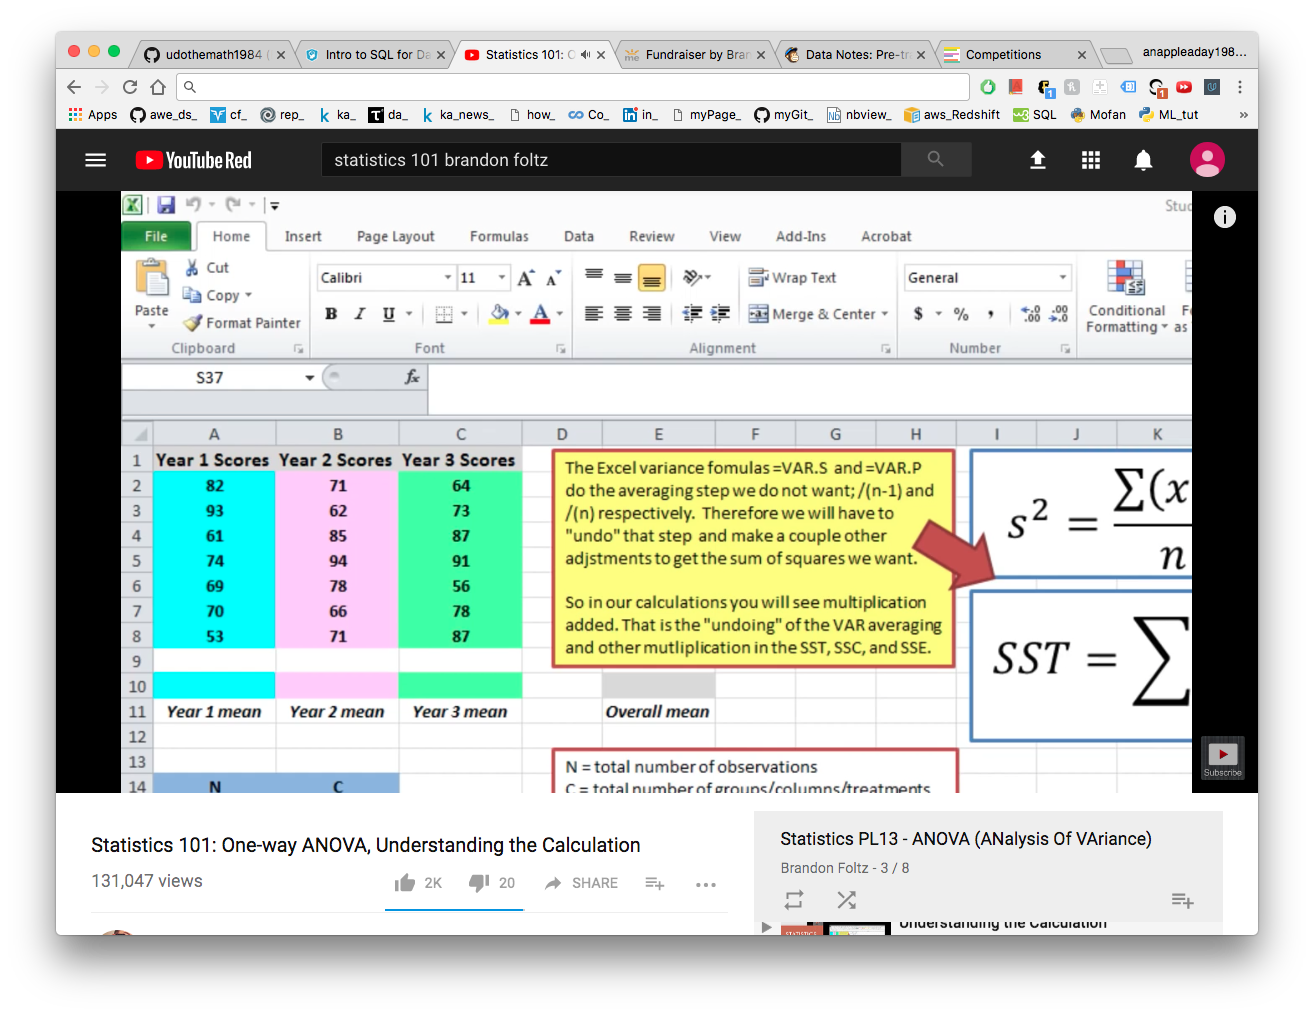 udothemath1984 (
Intro to SQL for Da
Statistics 101: O
Fundraiser by Bran
Data Notes: Pre-tr
Competitions
anappleaday198...
Apps
awe_ds_
cf_
rep_
ka_
da_
ka_news_
how_
Co_
in_
myPage_
myGit_
nbview_
aws_Redshift
SQL
Mofan
ML_tut
»
YouTube Red
statistics 101 brandon foltz
Stud
File Home Insert Page Layout Formulas Data Review View Add-Ins Acrobat
Cut
Copy
Format Painter
Paste
Clipboard
Calibri 11
B I U
Font
Wrap Text
Merge & Center
Alignment
General
$ % ,
Number
Conditional
Formatting
as
S37 fx
A B C D E F G H I J K
1 Year 1 Scores Year 2 Scores Year 3 Scores
2 82 71 64
3 93 62 73
4 61 85 87
5 74 94 91
6 69 78 56
7 70 66 78
8 53 71 87
9
10
11 Year 1 mean Year 2 mean Year 3 mean Overall mean
12
13
14 N C
The Excel variance fomulas =VAR.S and =VAR.P
do the averaging step we do not want; /(n-1) and
/(n) respectively. Therefore we will have to
"undo" that step and make a couple other
adjstments to get the sum of squares we want.
So in our calculations you will see multiplication
added. That is the "undoing" of the VAR averaging
and other mutliplication in the SST, SSC, and SSE.
s² = ∑(x
n
SST = ∑
N = total number of observations
C = total number of groups/columns/treatments
Subscribe
Statistics 101: One-way ANOVA, Understanding the Calculation
131,047 views
2K
20
SHARE
Statistics PL13 - ANOVA (ANalysis Of VAriance)
Brandon Foltz - 3 / 8
Understanding the Calculation